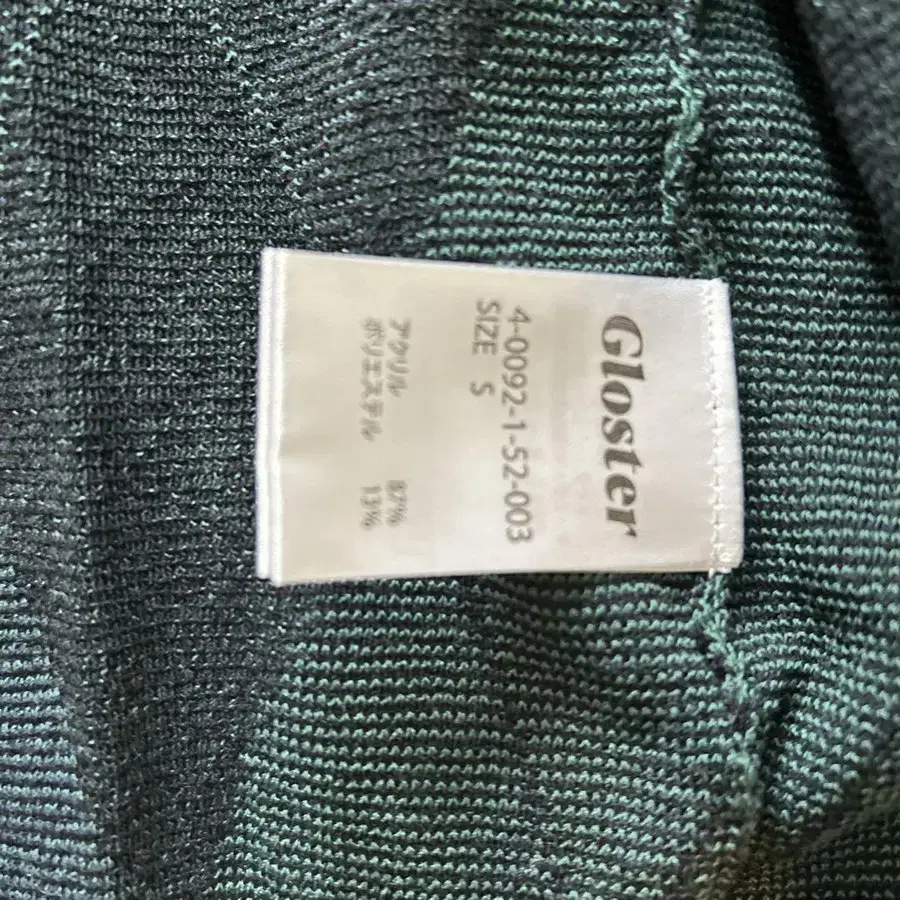 Gloster
4-0092-1-52-003
SIZE S
アクリル 87%
ポリエステル 13%